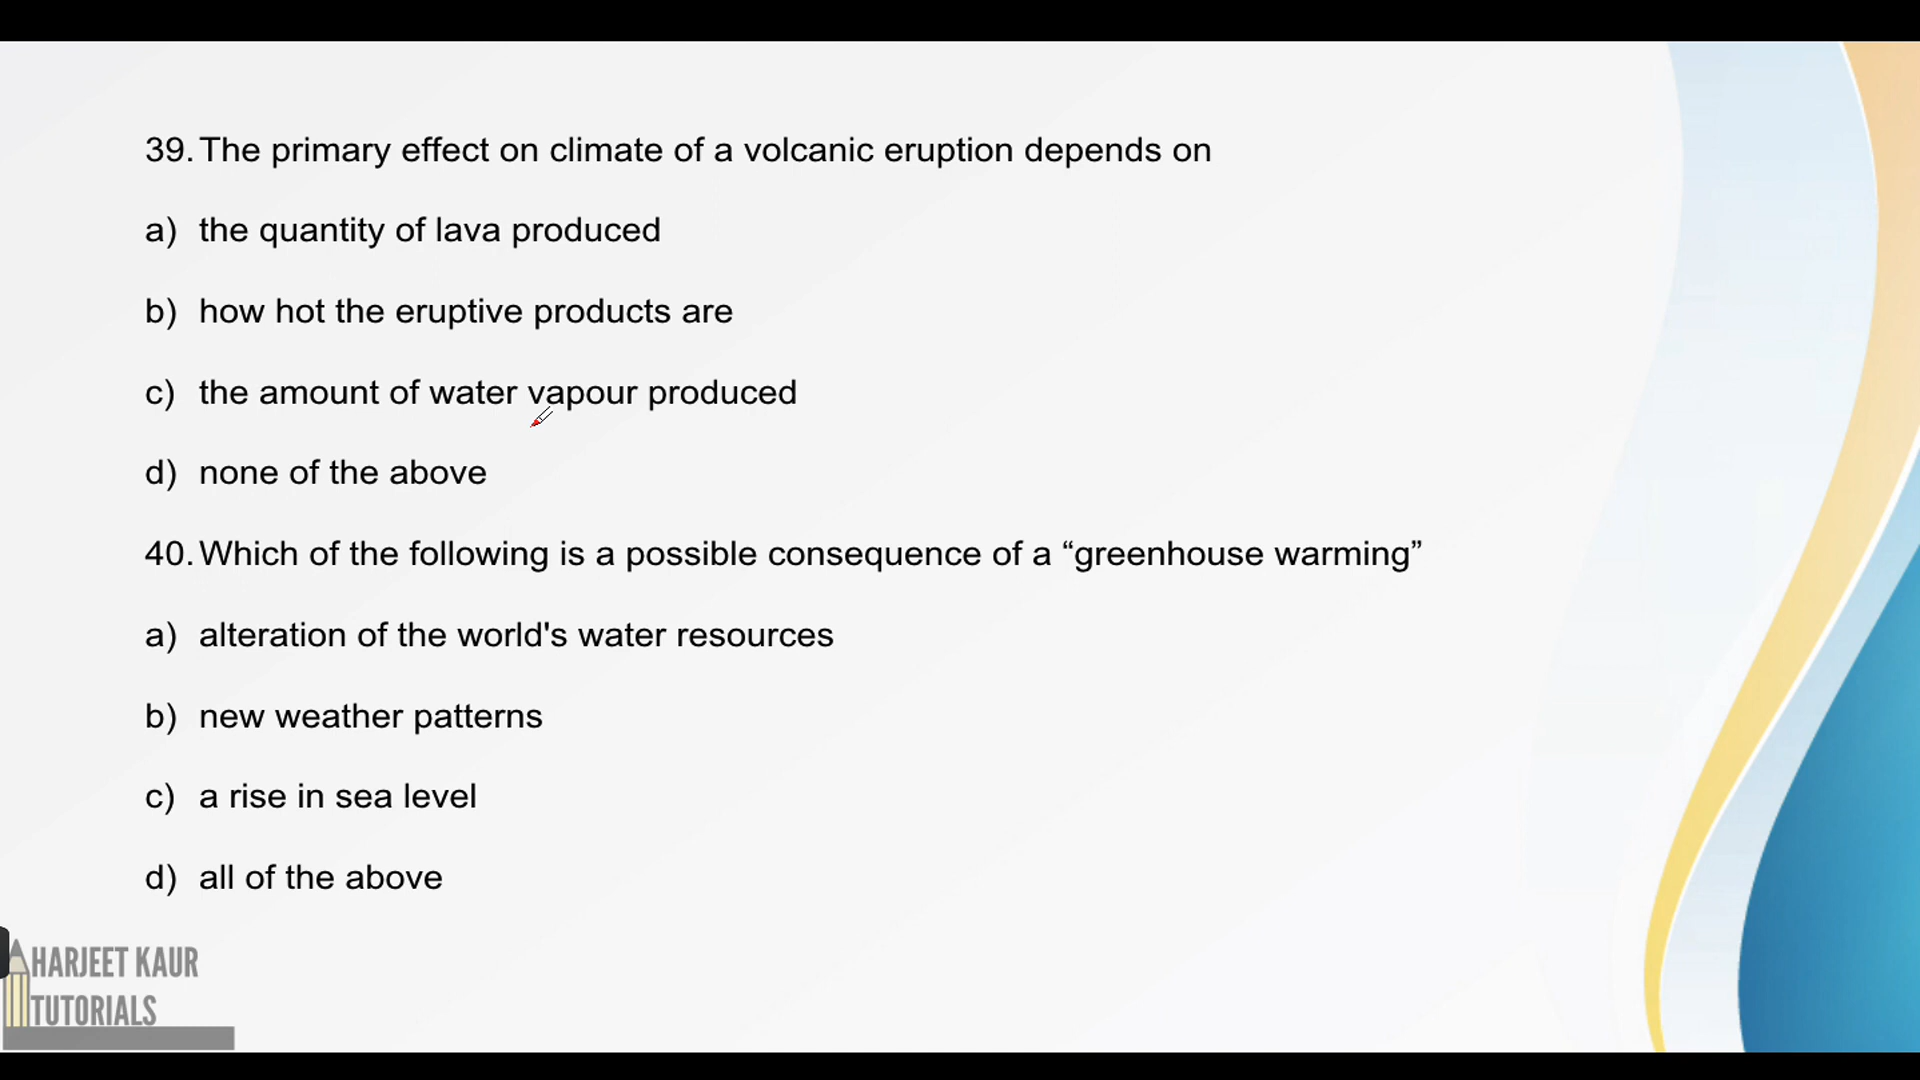 39. The primary effect on climate of a volcanic eruption depends on
a) the quantity of lava produced
b) how hot the eruptive products are
c) the amount of water vapour produced
d) none of the above
40. Which of the following is a possible consequence of a “greenhouse warming”
a) alteration of the world's water resources
b) new weather patterns
c) a rise in sea level
d) all of the above
HARJEET KAUR
TUTORIALS